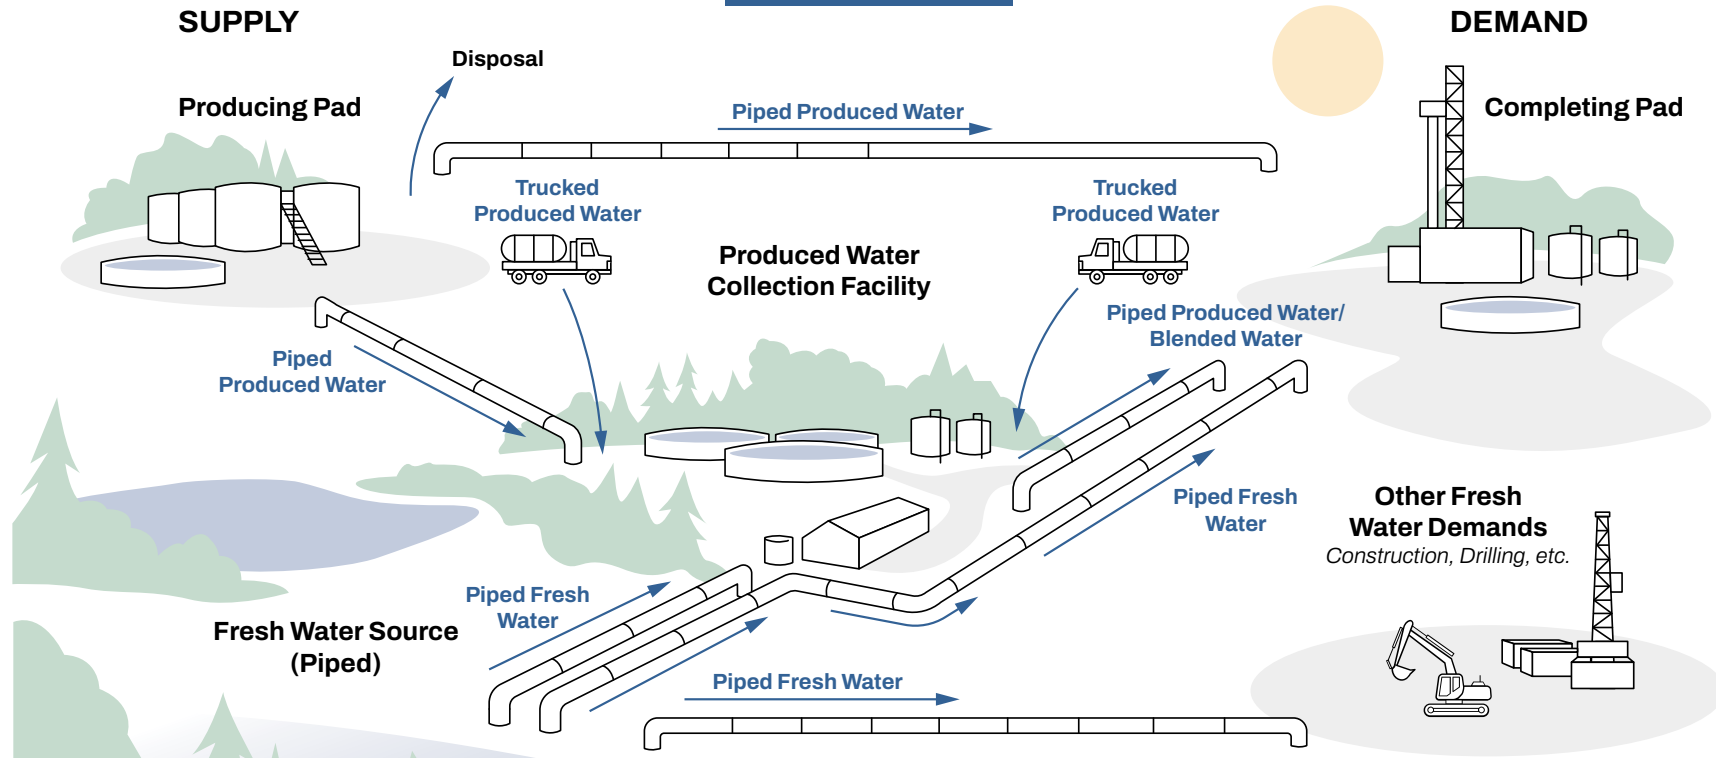 SUPPLY
DEMAND
Disposal
Producing Pad
Piped Produced Water
Completing Pad
Trucked
Produced Water
Trucked
Produced Water
Produced Water
Collection Facility
Piped Produced Water/
Blended Water
Piped
Produced Water
Piped Fresh
Water
Other Fresh
Water Demands
Construction, Drilling, etc.
Piped Fresh
Water
Fresh Water Source
(Piped)
Piped Fresh Water